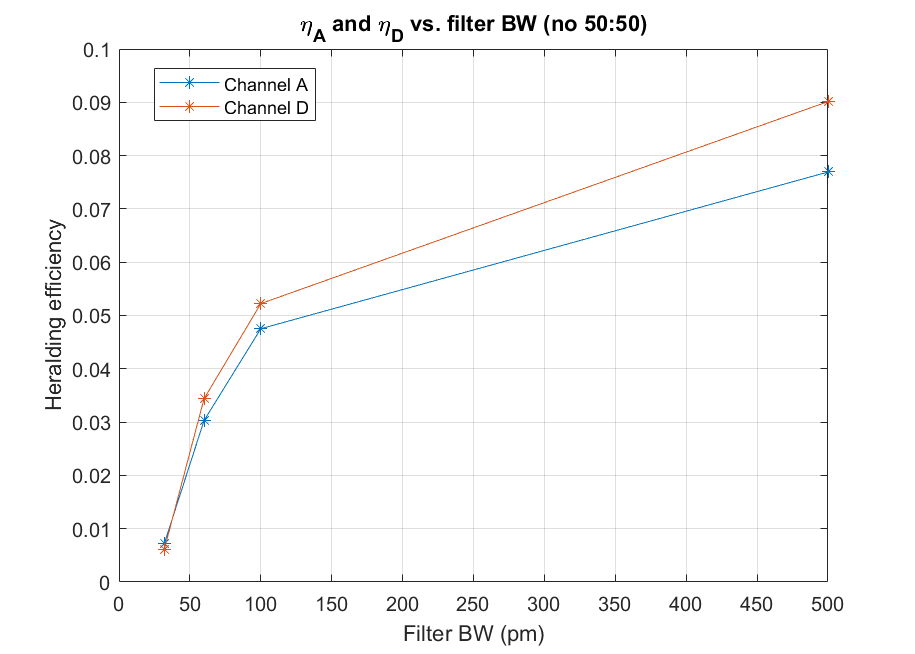 η_A and η_D vs. filter BW (no 50:50)
Channel A
Channel D
Heralding efficiency
0.1
0.09
0.08
0.07
0.06
0.05
0.04
0.03
0.02
0.01
0
0 50 100 150 200 250 300 350 400 450 500
Filter BW (pm)